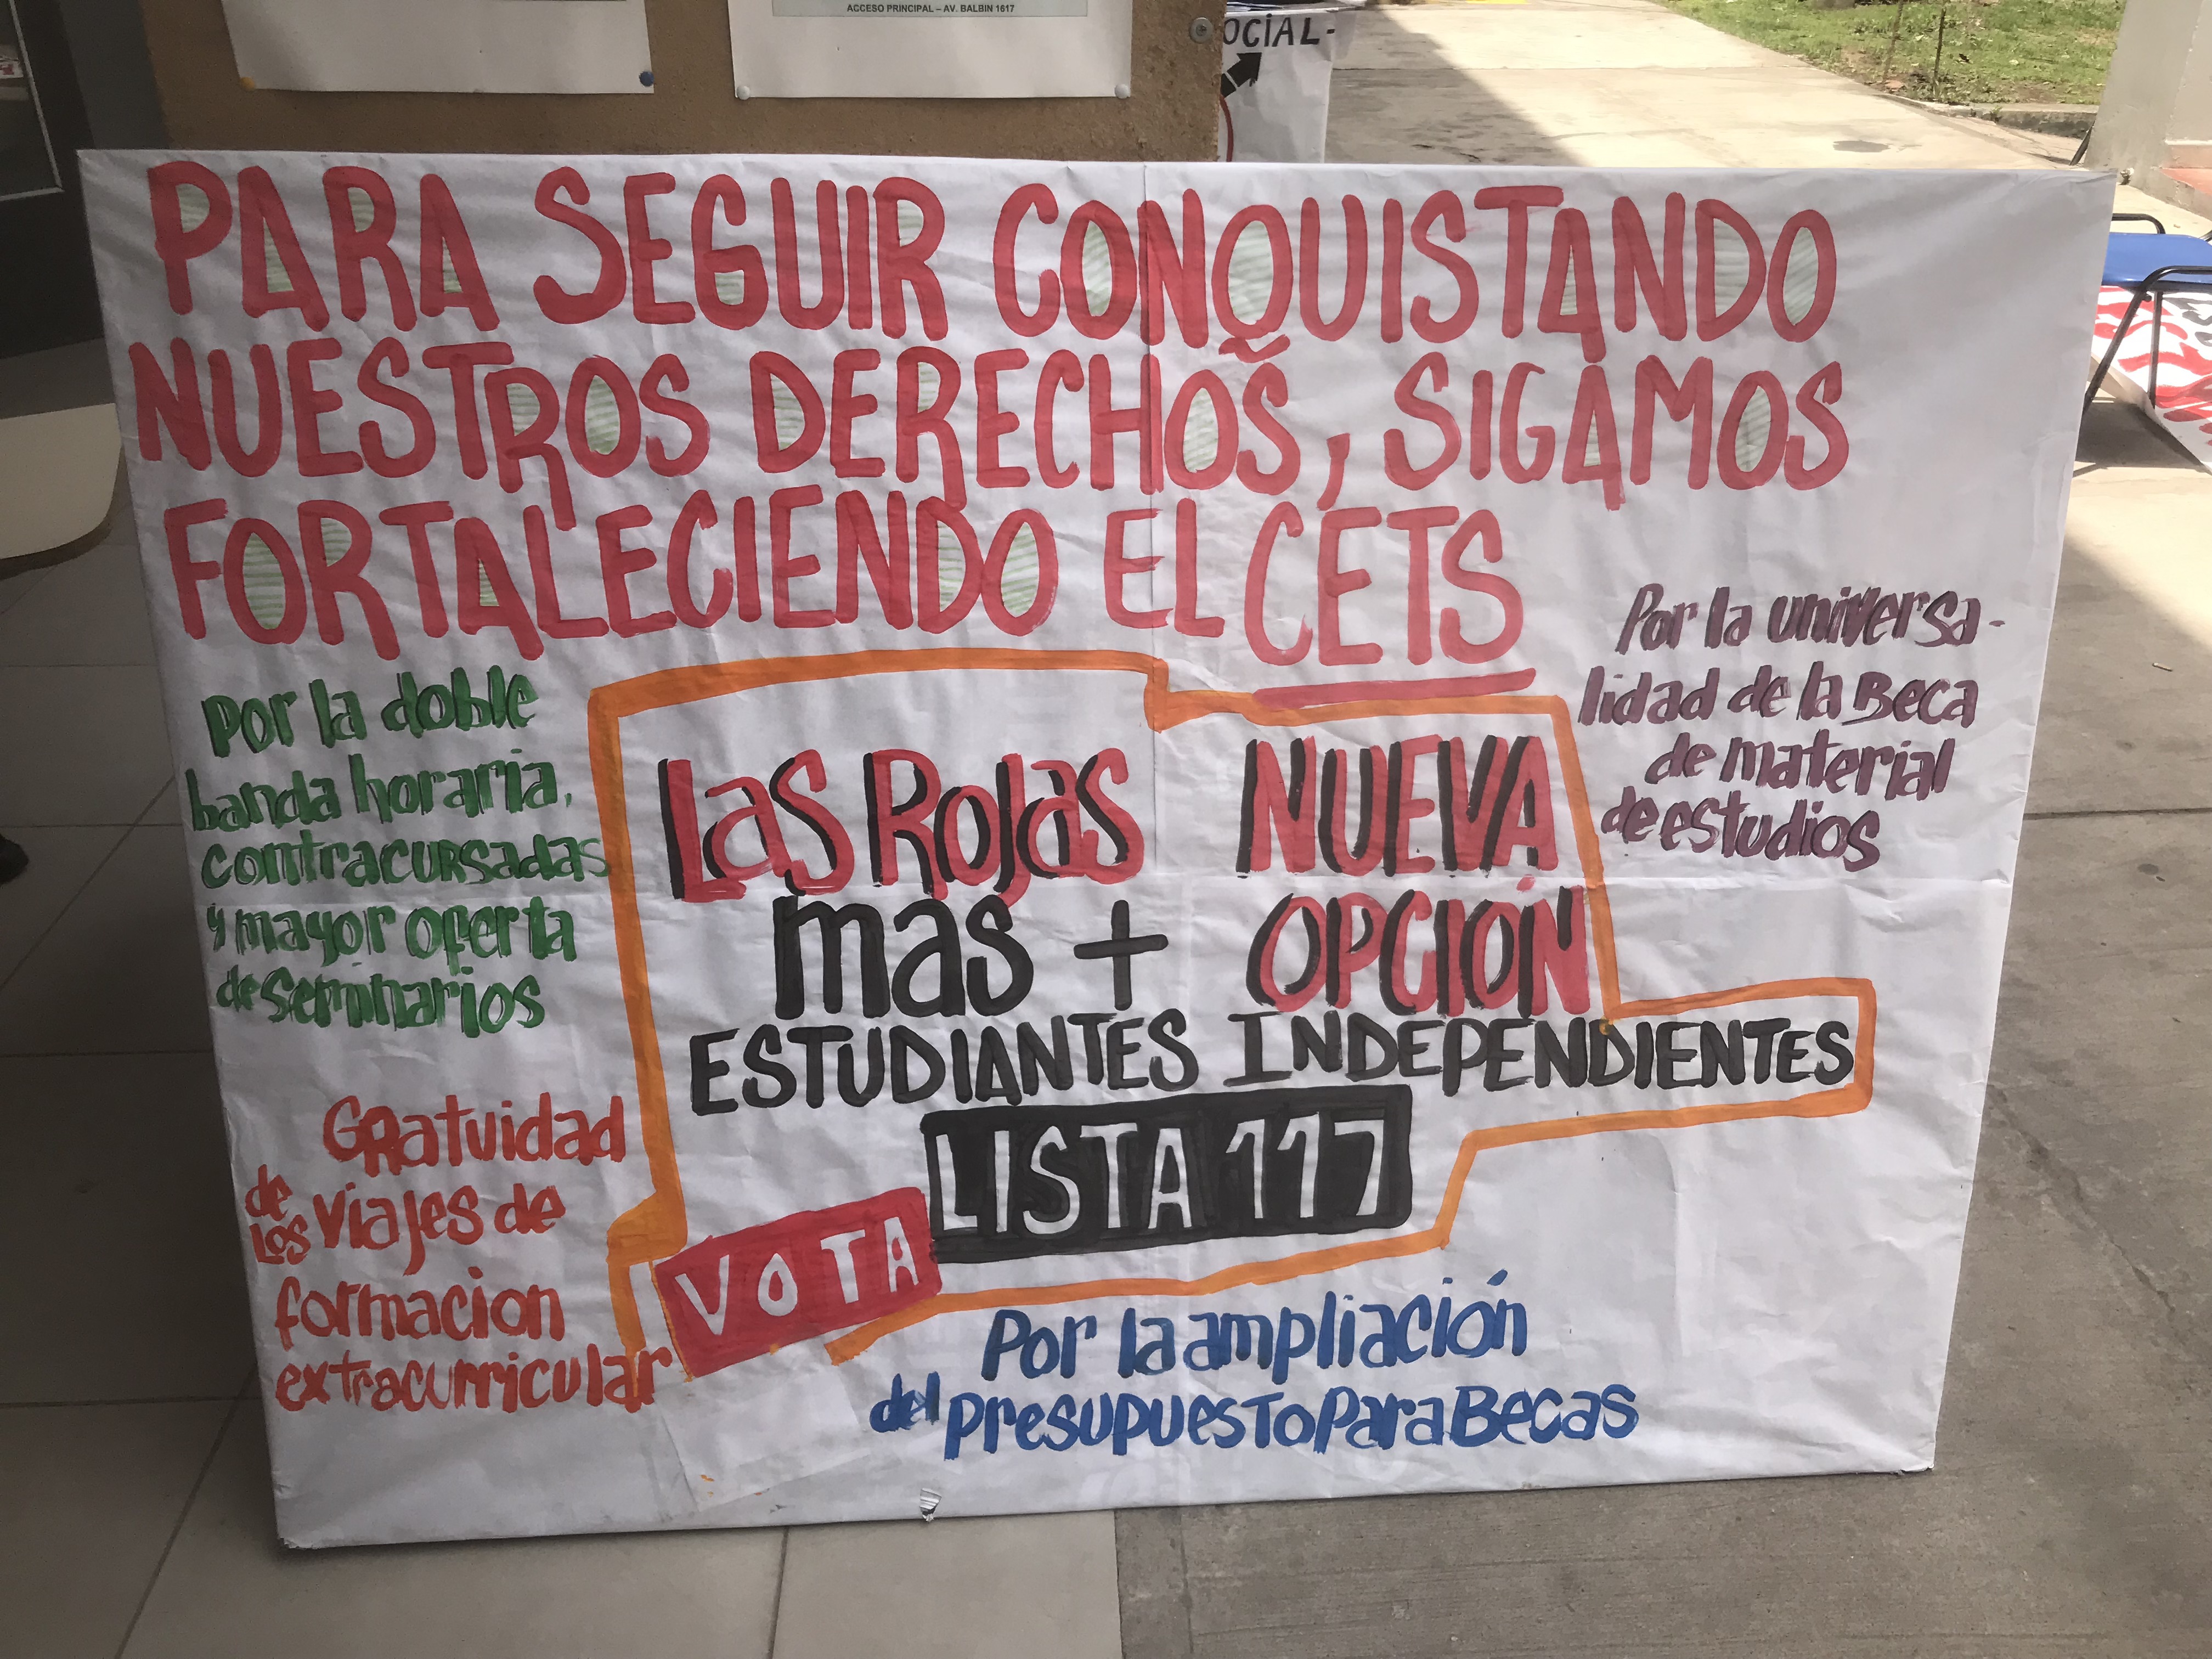 ACCESO PRINCIPAL – AV. BALBIN 1617
OCIAL-
PARA SEGUIR CONQUISTANDO
NUESTROS DERECHOS, SIGAMOS
FORTALECIENDO EL CETS
Por la doble
banda horaria,
contracursadas
y mayor oferta
de seminarios
Gratuidad
de los viajes de
formacion
extracurricular
Las Rojas
mas +
NUEVA
OPCIÓN
ESTUDIANTES INDEPENDIENTES
LISTA 117
VOTA
Por la universa-
lidad de la Beca
de material
de estudios
Por la ampliación
del presupuesto para Becas